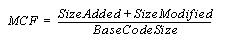 MCF = SizeAdded + SizeModified
BaseCodeSize